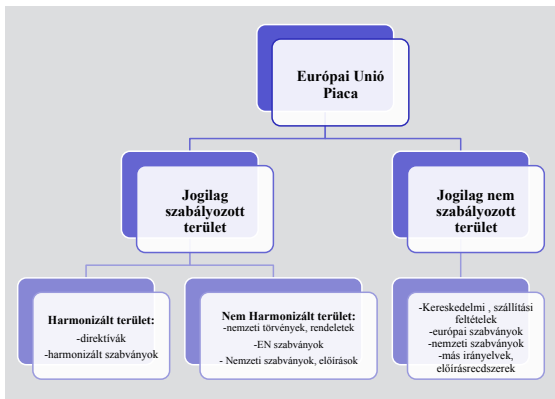 Európai Unió
Piaca
Jogilag
szabályozott
terület
Jogilag nem
szabályozott
terület
Harmonizált terület:
-direktívák
-harmonizált szabványok
Nem Harmonizált terület:
-nemzeti törvények, rendeletek
-EN szabványok
- Nemzeti szabványok, előírások
-Kereskedelmi , szállítási
feltételek
-európai szabványok
-nemzeti szabványok
-más irányelvek,
előírásrecdszerek